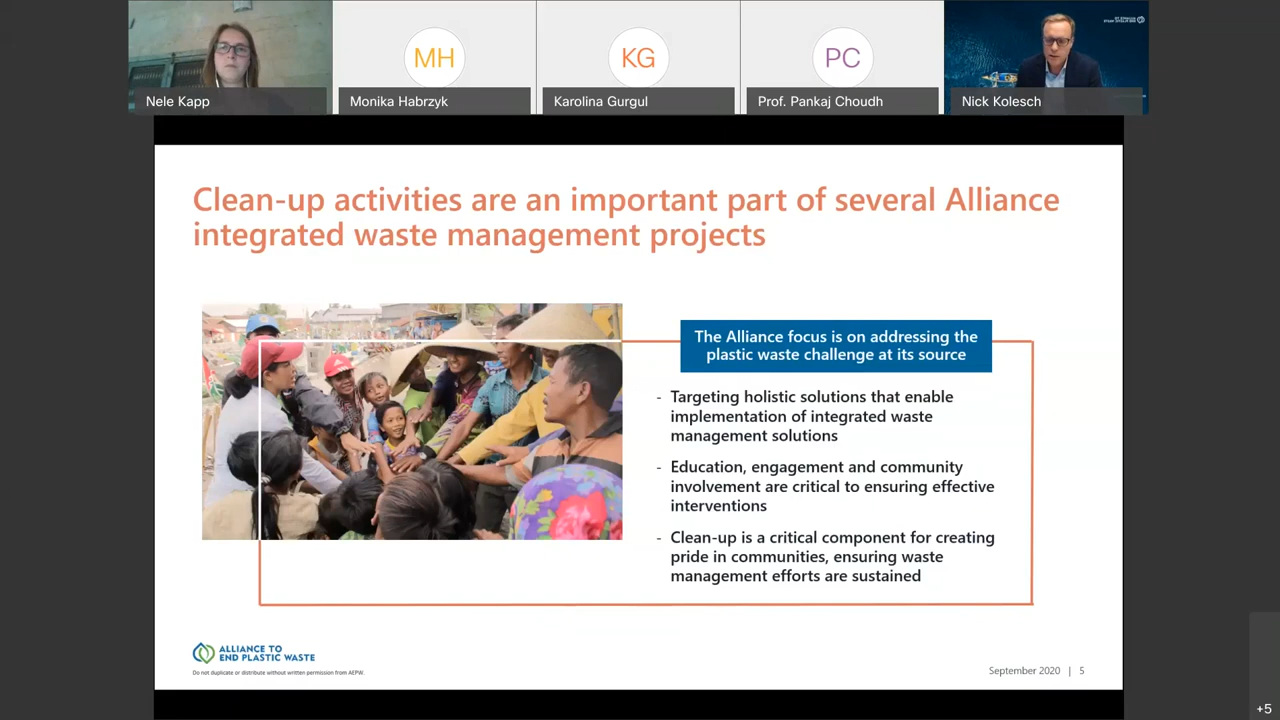 MH
KG
PC
Nele Kapp
Monika Habrzyk
Karolina Gurgul
Prof. Pankaj Choudh
Nick Kolesch
Clean-up activities are an important part of several Alliance
integrated waste management projects
The Alliance focus is on addressing the
plastic waste challenge at its source
- Targeting holistic solutions that enable
implementation of integrated waste
management solutions
- Education, engagement and community
involvement are critical to ensuring effective
interventions
- Clean-up is a critical component for creating
pride in communities, ensuring waste
management efforts are sustained
ALLIANCE TO
END PLASTIC WASTE
Do not duplicate or distribute without written permission from AEPW.
September 2020 | 5
+5